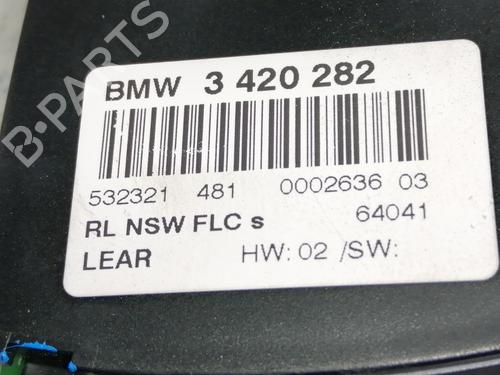 B-PARTS
BMW 3 420 282
532321 481 0002636 03
RL NSW FLC s 64041
LEAR HW: 02 /SW: